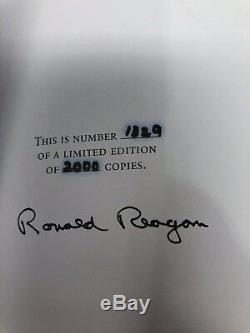 THIS IS NUMBER 1329
OF A LIMITED EDITION
OF 2000 COPIES.
Ronald Reagan